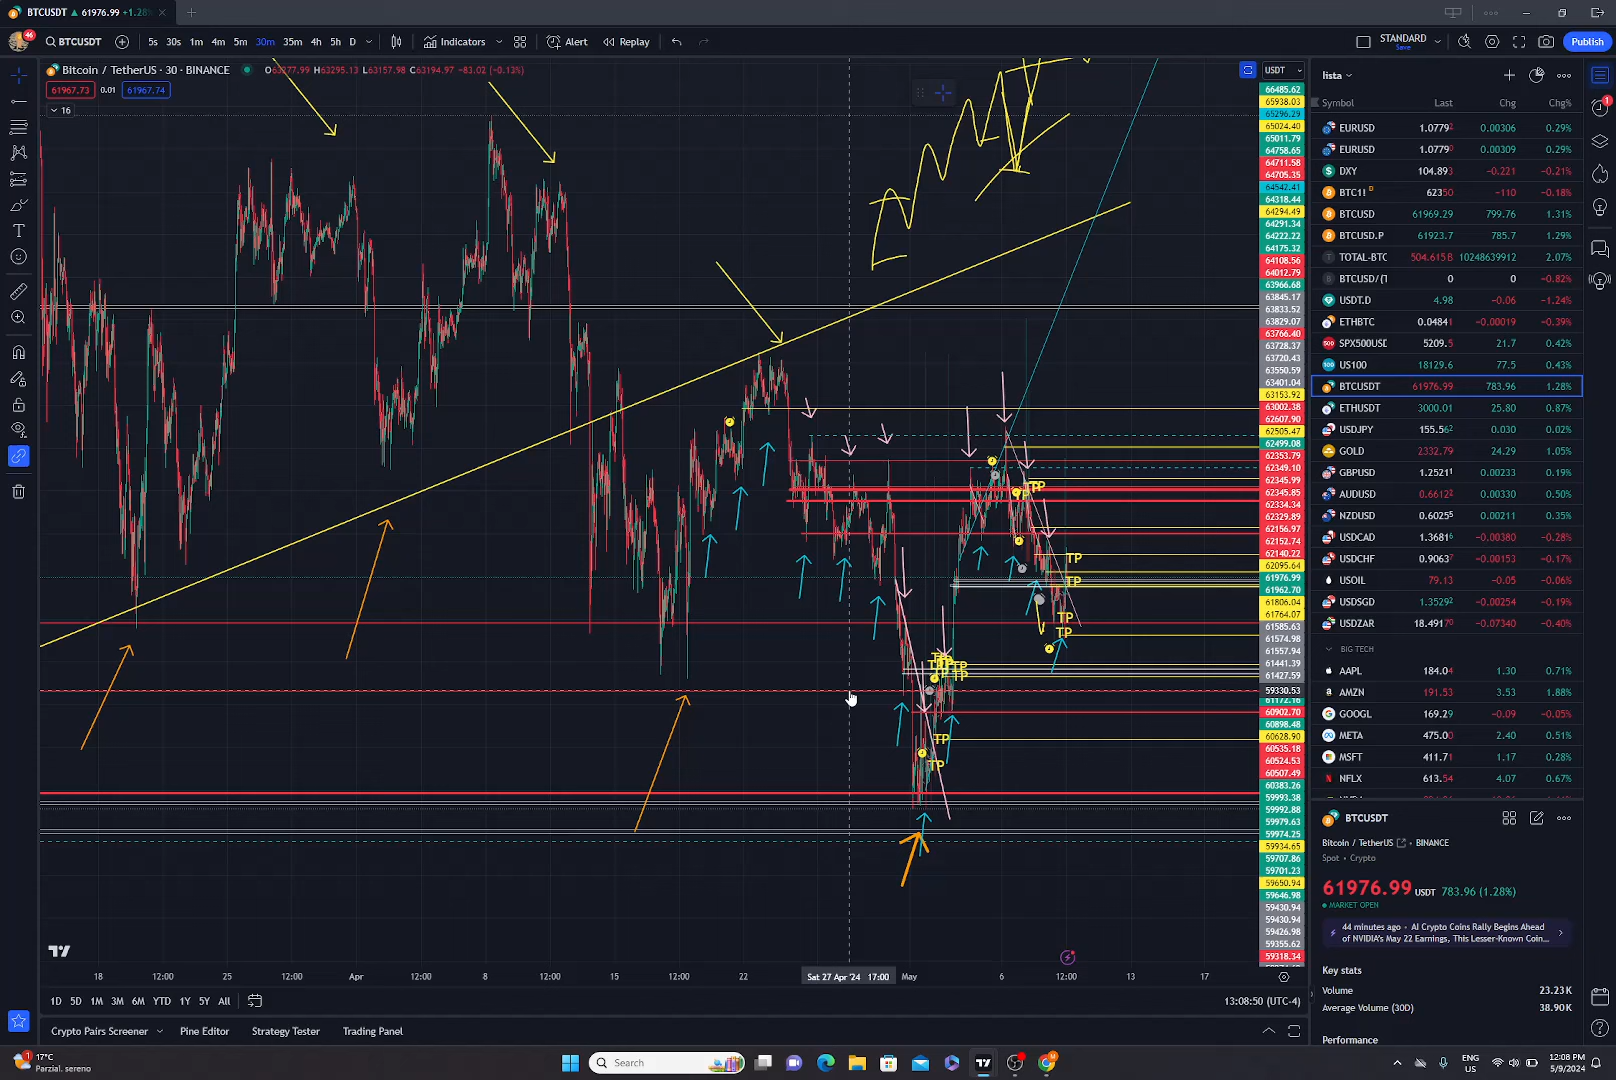 BTCUSDT ▲ 61976.99 +1.28%
46 BTCUSDT 5s 30s 1m 4m 5m 30m 35m 4h 5h D Indicators Alert Replay STANDARD Save Publish
Bitcoin / TetherUS · 30 · BINANCE O63277.99 H63295.13 L63157.98 C63194.97 -83.02 (-0.13%)
61967.73 0.01 61967.74
16
USDT
66485.62
65938.03
65296.29
65024.40
65011.79
64758.65
64711.58
64705.35
64542.41
64318.44
64294.49
64291.34
64222.22
64175.32
64108.56
64012.79
63966.68
63845.17
63833.52
63829.07
63766.40
63728.37
63720.43
63550.59
63401.04
63153.92
63002.38
62607.90
62505.47
62499.08
62353.79
62349.10
62345.99
62345.85
62334.34
62329.89
62156.97
62152.74
62140.22
62095.64
61976.99
61962.70
61806.04
61764.07
61585.63
61574.98
61557.94
61441.39
61427.59
59330.53
61172.16
60902.70
60898.48
60628.90
60535.18
60524.53
60507.49
60383.26
59993.38
59992.88
59979.63
59974.25
59934.65
59707.86
59701.23
59650.94
59646.98
59430.94
59430.94
59426.98
59355.62
59318.34
TP
TP
TP
TP
TP
TP
TP
TP
TP
TP
TP
18 12:00 25 12:00 Apr 12:00 8 12:00 15 12:00 22 Sat 27 Apr '24 17:00 May 6 12:00 13 17
1D 5D 1M 3M 6M YTD 1Y 5Y All 13:08:50 (UTC-4)
Crypto Pairs Screener Pine Editor Strategy Tester Trading Panel
lista
Symbol Last Chg Chg%
EURUSD 1.0779² 0.00306 0.29%
EURUSD 1.0779⁰ 0.00309 0.29%
DXY 104.893 -0.221 -0.21%
BTC1! D 62350 -110 -0.18%
BTCUSD 61969.29 799.76 1.31%
BTCUSD.P 61923.7 785.7 1.29%
TOTAL-BTC 504.615B 10248639912 2.07%
BTCUSD/(1 0 0 -0.82%
USDT.D 4.98 -0.06 -1.24%
ETHBTC 0.0484 -0.00019 -0.39%
SPX500USD 5209.5 21.7 0.42%
US100 18129.6 77.5 0.43%
BTCUSDT 61976.99 783.96 1.28%
ETHUSDT 3000.01 25.80 0.87%
USDJPY 155.56² 0.030 0.02%
GOLD 2332.79 24.29 1.05%
GBPUSD 1.2521 0.00233 0.19%
AUDUSD 0.6612² 0.00330 0.50%
NZDUSD 0.6025⁵ 0.00211 0.35%
USDCAD 1.3681⁶ -0.00380 -0.28%
USDCHF 0.9063⁷ -0.00153 -0.17%
USOIL 79.13 -0.05 -0.06%
USDSGD 1.3529² -0.00254 -0.19%
USDZAR 18.4917⁰ -0.07340 -0.40%
BIG TECH
AAPL 184.04 1.30 0.71%
AMZN 191.53 3.53 1.88%
GOOGL 169.29 -0.09 -0.05%
META 475.00 2.40 0.51%
MSFT 411.71 1.17 0.28%
NFLX 613.54 4.07 0.67%
BTCUSDT
Bitcoin / TetherUS · BINANCE
Spot · Crypto
61976.99 USDT 783.96 (1.28%)
MARKET OPEN
44 minutes ago · AI Crypto Coins Rally Begins Ahead
of NVIDIA's May 22 Earnings, This Lesser-Known Coin...
Key stats
Volume 23.23K
Average Volume (30D) 38.90K
Performance
17°C
Parzial. sereno
Search
ENG
US
12:08 PM
5/9/2024